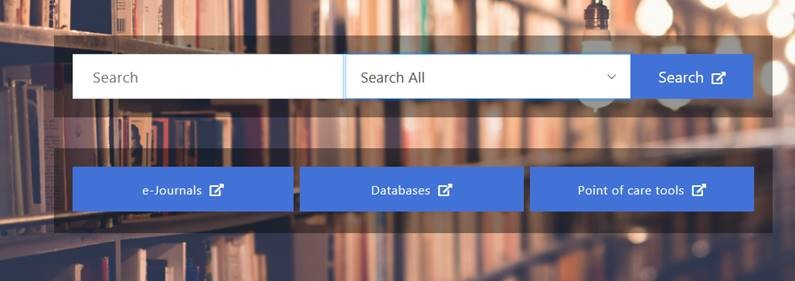 Search Search All Search
e-Journals Databases Point of care tools